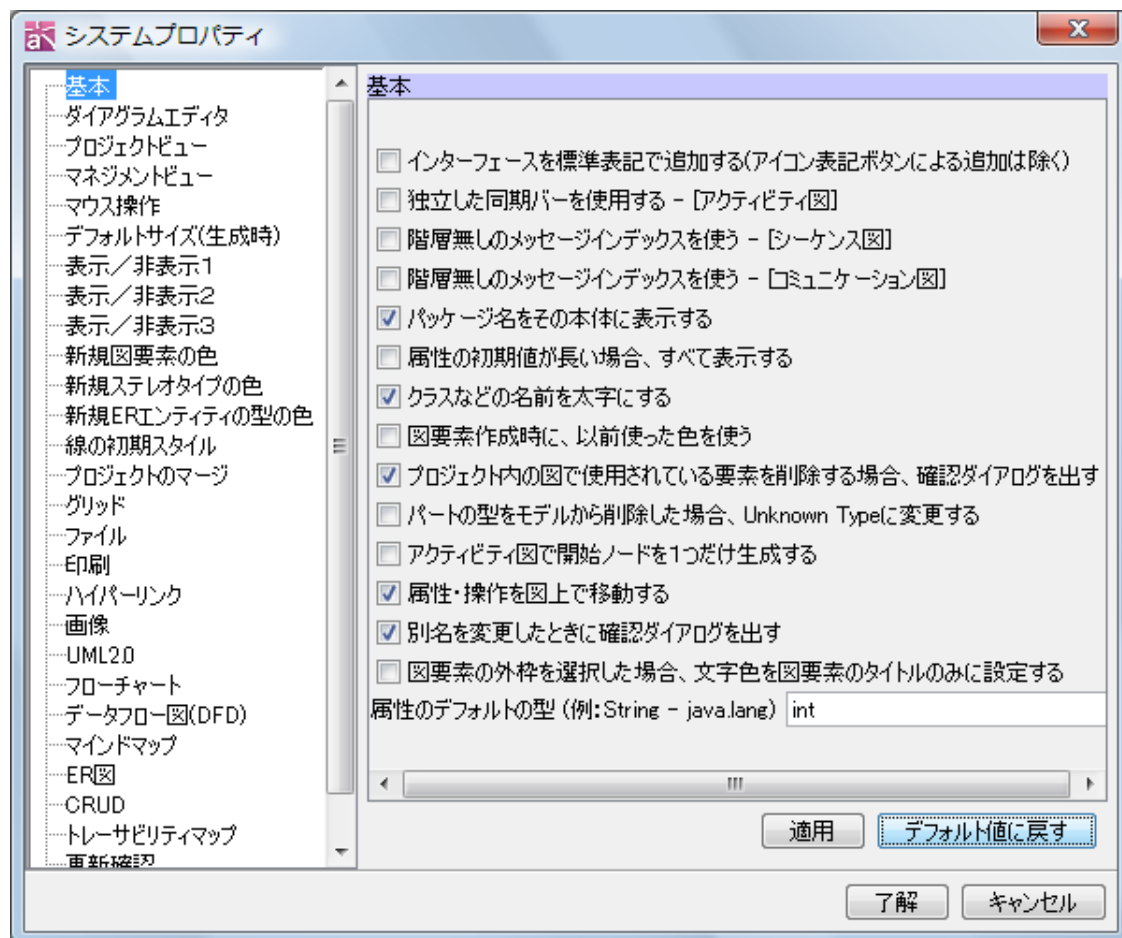 システムプロパティ
基本
ダイアグラムエディタ
プロジェクトビュー
マネジメントビュー
マウス操作
デフォルトサイズ(生成時)
表示／非表示1
表示／非表示2
表示／非表示3
新規図要素の色
新規ステレオタイプの色
新規ERエンティティの型の色
線の初期スタイル
プロジェクトのマージ
グリッド
ファイル
印刷
ハイパーリンク
画像
UML2.0
フローチャート
データフロー図(DFD)
マインドマップ
ER図
CRUD
トレーサビリティマップ
更新確認
基本
インターフェースを標準表記で追加する(アイコン表記ボタンによる追加は除く)
独立した同期バーを使用する - [アクティビティ図]
階層無しのメッセージインデックスを使う - [シーケンス図]
階層無しのメッセージインデックスを使う - [コミュニケーション図]
パッケージ名をその本体に表示する
属性の初期値が長い場合、すべて表示する
クラスなどの名前を太字にする
図要素作成時に、以前使った色を使う
プロジェクト内の図で使用されている要素を削除する場合、確認ダイアログを出す
パートの型をモデルから削除した場合、Unknown Typeに変更する
アクティビティ図で開始ノードを1つだけ生成する
属性・操作を図上で移動する
別名を変更したときに確認ダイアログを出す
図要素の外枠を選択した場合、文字色を図要素のタイトルのみに設定する
属性のデフォルトの型 (例:String - java.lang) int
適用 デフォルト値に戻す
了解 キャンセル